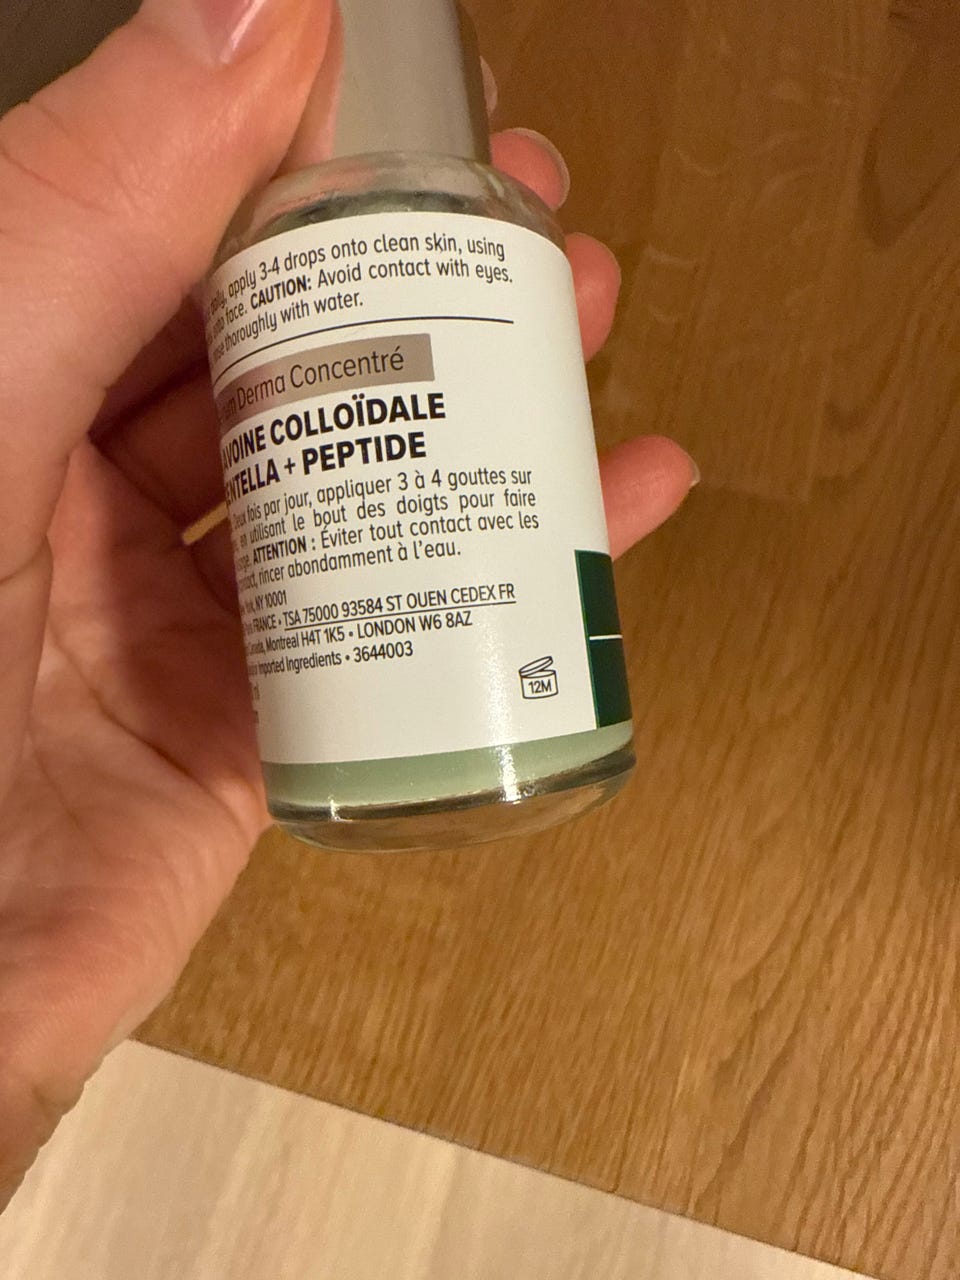 daily, apply 3-4 drops onto clean skin, using
onto face. CAUTION: Avoid contact with eyes.
thoroughly with water.
Derma Concentré
AVOINE COLLOÏDALE
CENTELLA + PEPTIDE
Deux fois par jour, appliquer 3 à 4 gouttes sur
en utilisant le bout des doigts pour faire
ATTENTION : Éviter tout contact avec les
contact, rincer abondamment à l'eau.
NY 10001
FRANCE • TSA 75000 93584 ST OUEN CEDEX FR
Canada, Montreal H4T 1K5 • LONDON W6 8AZ
Imported Ingredients • 3644003
12M